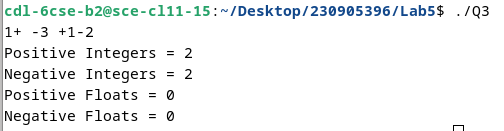 cdl-6cse-b2@sce-cl11-15:~/Desktop/230905396/Lab5$ ./Q3
1+ -3 +1-2
Positive Integers = 2
Negative Integers = 2
Positive Floats = 0
Negative Floats = 0